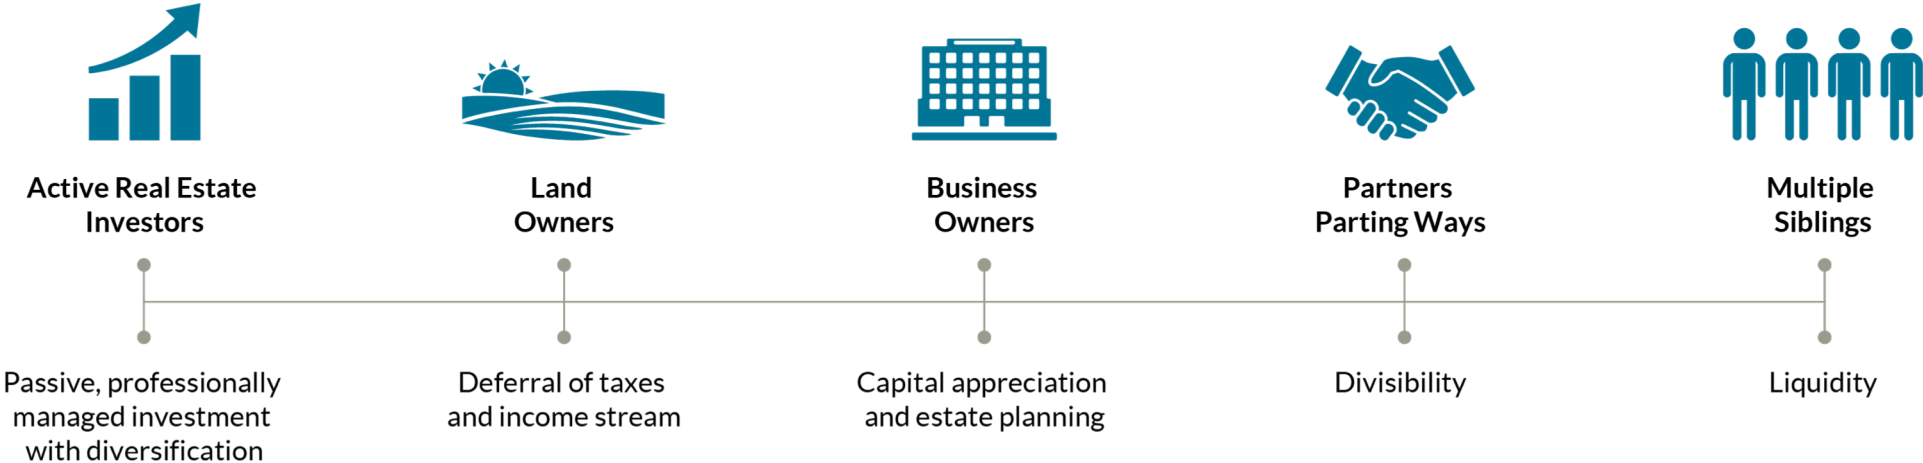 Active Real Estate
Investors
Land
Owners
Business
Owners
Partners
Parting Ways
Multiple
Siblings
Passive, professionally
managed investment
with diversification
Deferral of taxes
and income stream
Capital appreciation
and estate planning
Divisibility
Liquidity